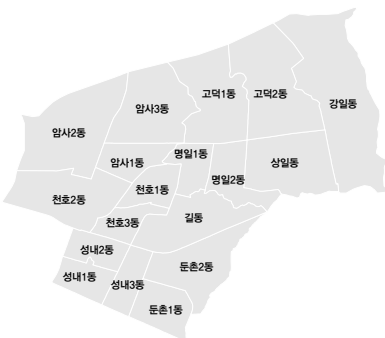 고덕1동
고덕2동
강일동
암사3동
암사2동
명일1동
암사1동
상일동
명일2동
천호1동
천호2동
길동
천호3동
성내2동
둔촌2동
성내1동
성내3동
둔촌1동